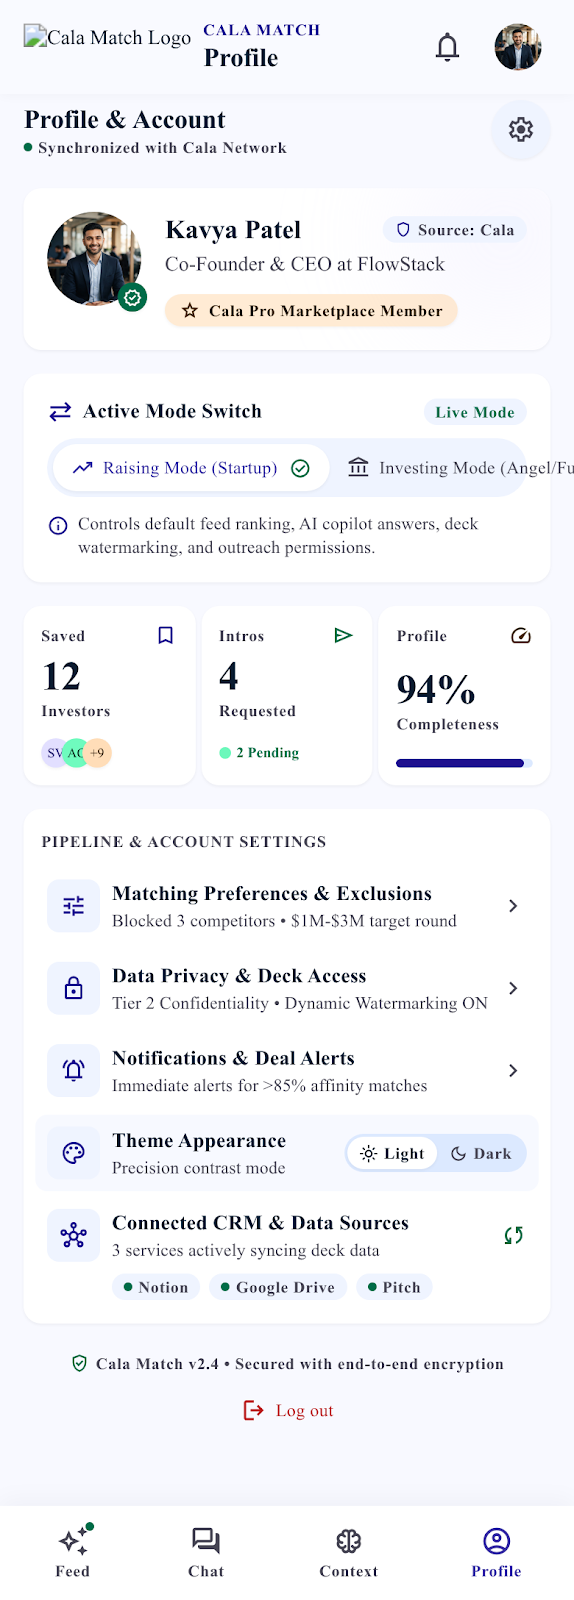 Cala Match Logo
CALA MATCH
Profile
Profile & Account
Synchronized with Cala Network
Kavya Patel
Source: Cala
Co-Founder & CEO at FlowStack
Cala Pro Marketplace Member
Active Mode Switch
Live Mode
Raising Mode (Startup)
Investing Mode (Angel/Fu
Controls default feed ranking, AI copilot answers, deck
watermarking, and outreach permissions.
Saved
12
Investors
SV AC +9
Intros
4
Requested
2 Pending
Profile
94%
Completeness
PIPELINE & ACCOUNT SETTINGS
Matching Preferences & Exclusions
Blocked 3 competitors • $1M-$3M target round
Data Privacy & Deck Access
Tier 2 Confidentiality • Dynamic Watermarking ON
Notifications & Deal Alerts
Immediate alerts for >85% affinity matches
Theme Appearance
Precision contrast mode
Light
Dark
Connected CRM & Data Sources
3 services actively syncing deck data
Notion
Google Drive
Pitch
Cala Match v2.4 • Secured with end-to-end encryption
Log out
Feed
Chat
Context
Profile